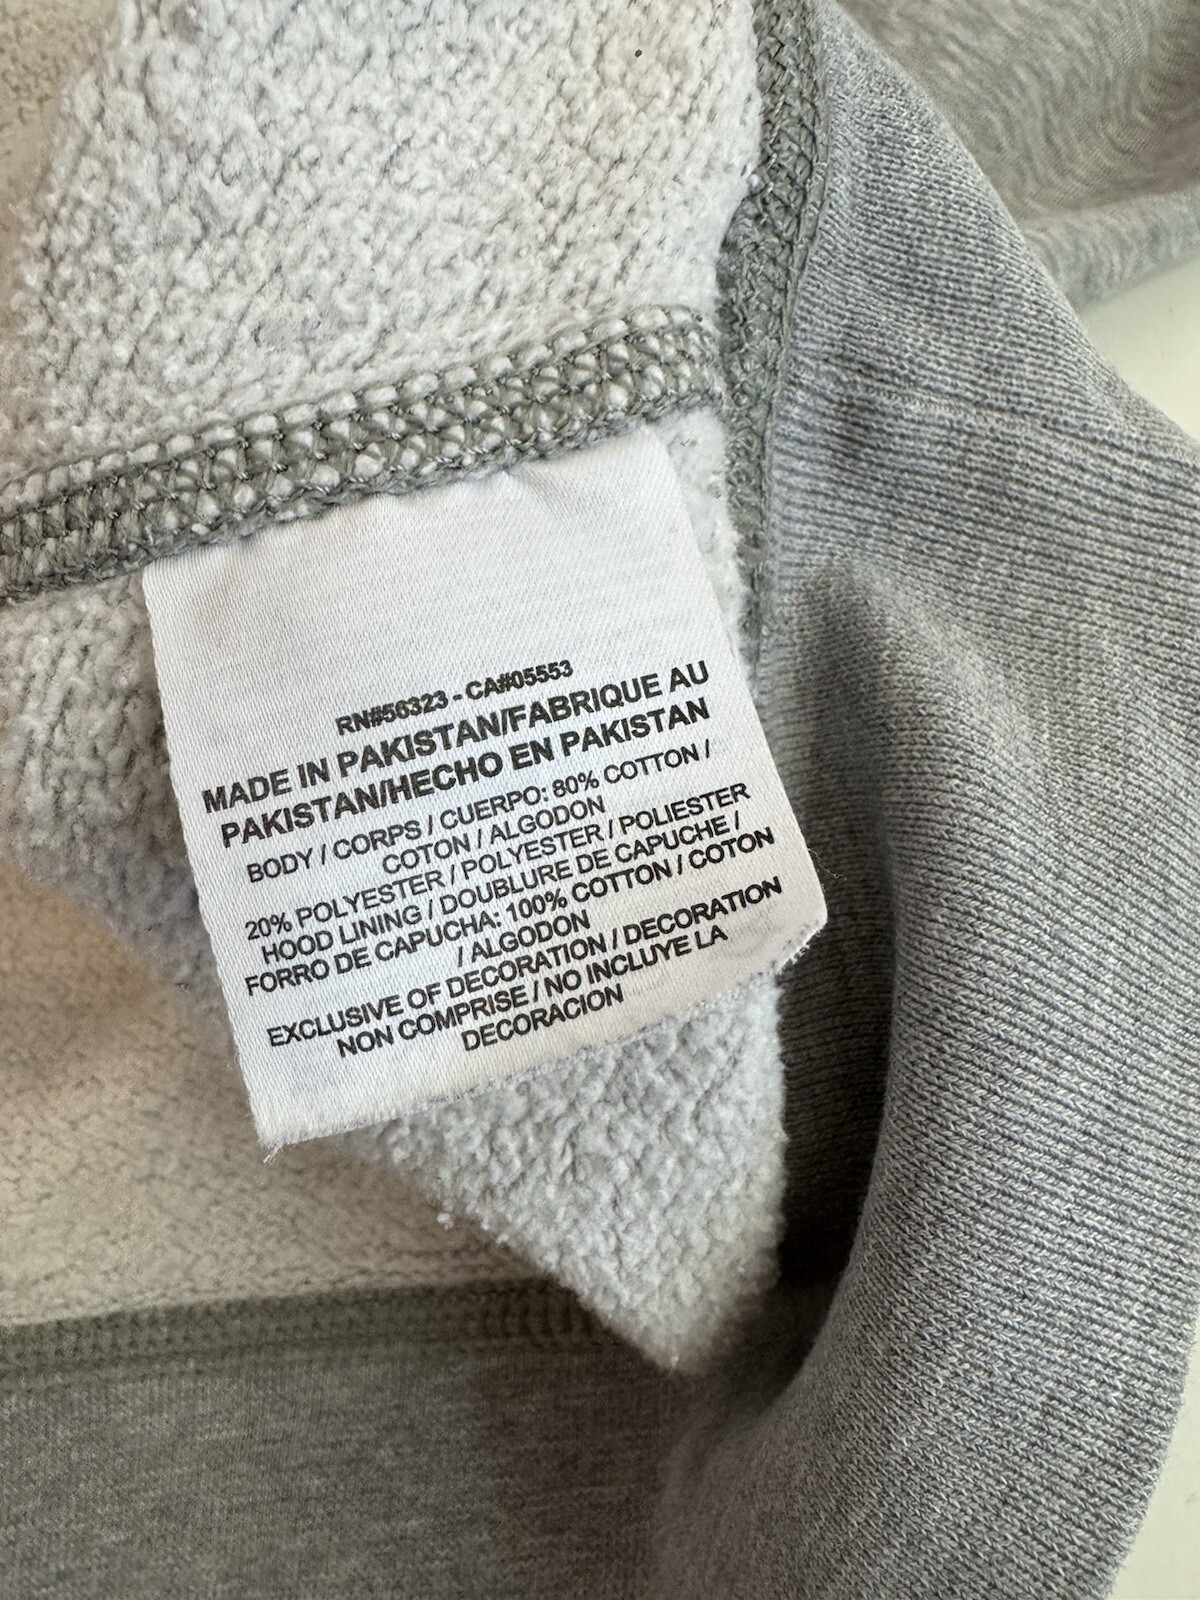 RN#56323 - CA#05553
MADE IN PAKISTAN/FABRIQUE AU
PAKISTAN/HECHO EN PAKISTAN
BODY / CORPS / CUERPO: 80% COTTON /
COTON / ALGODON
20% POLYESTER / POLYESTER / POLIESTER
HOOD LINING / DOUBLURE DE CAPUCHE /
FORRO DE CAPUCHA: 100% COTTON / COTON
/ ALGODON
EXCLUSIVE OF DECORATION / DECORATION
NON COMPRISE / NO INCLUYE LA
DECORACION